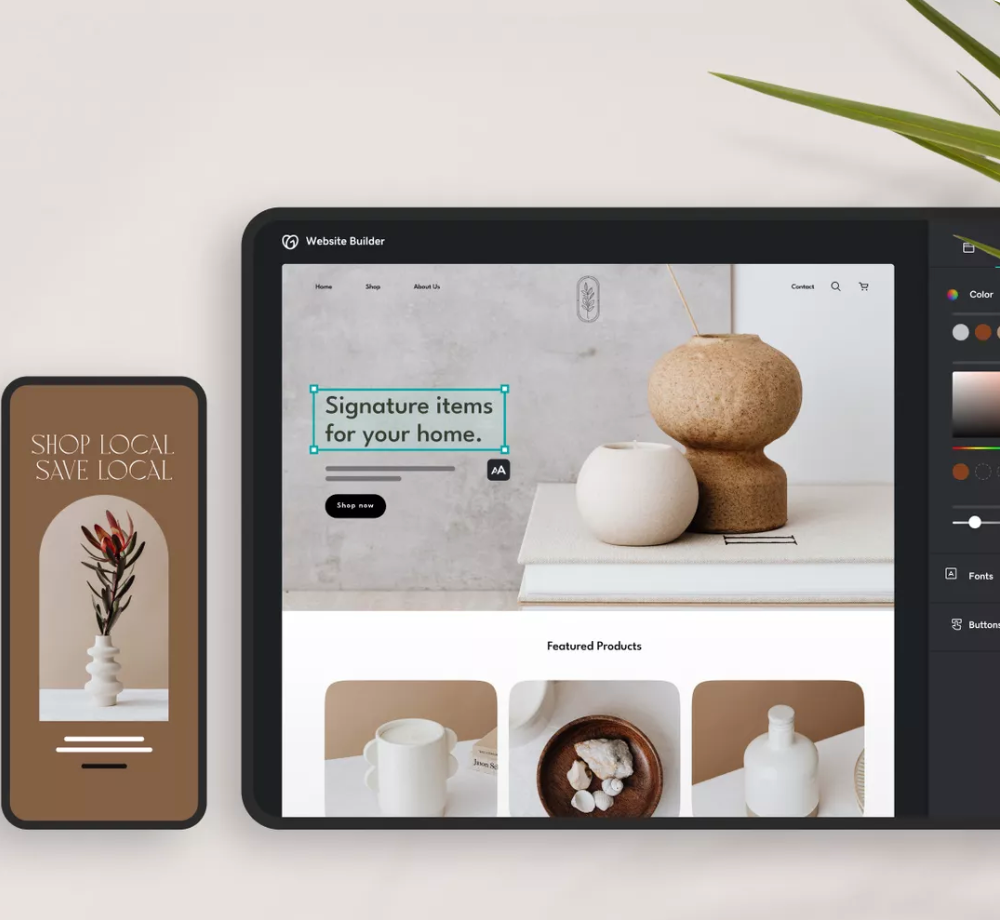 Website Builder
Home
Shop
About Us
Contact
Color
Signature items
for your home.
AA
Shop now
SHOP LOCAL
SAVE LOCAL
A
Fonts
Buttons
Featured Products